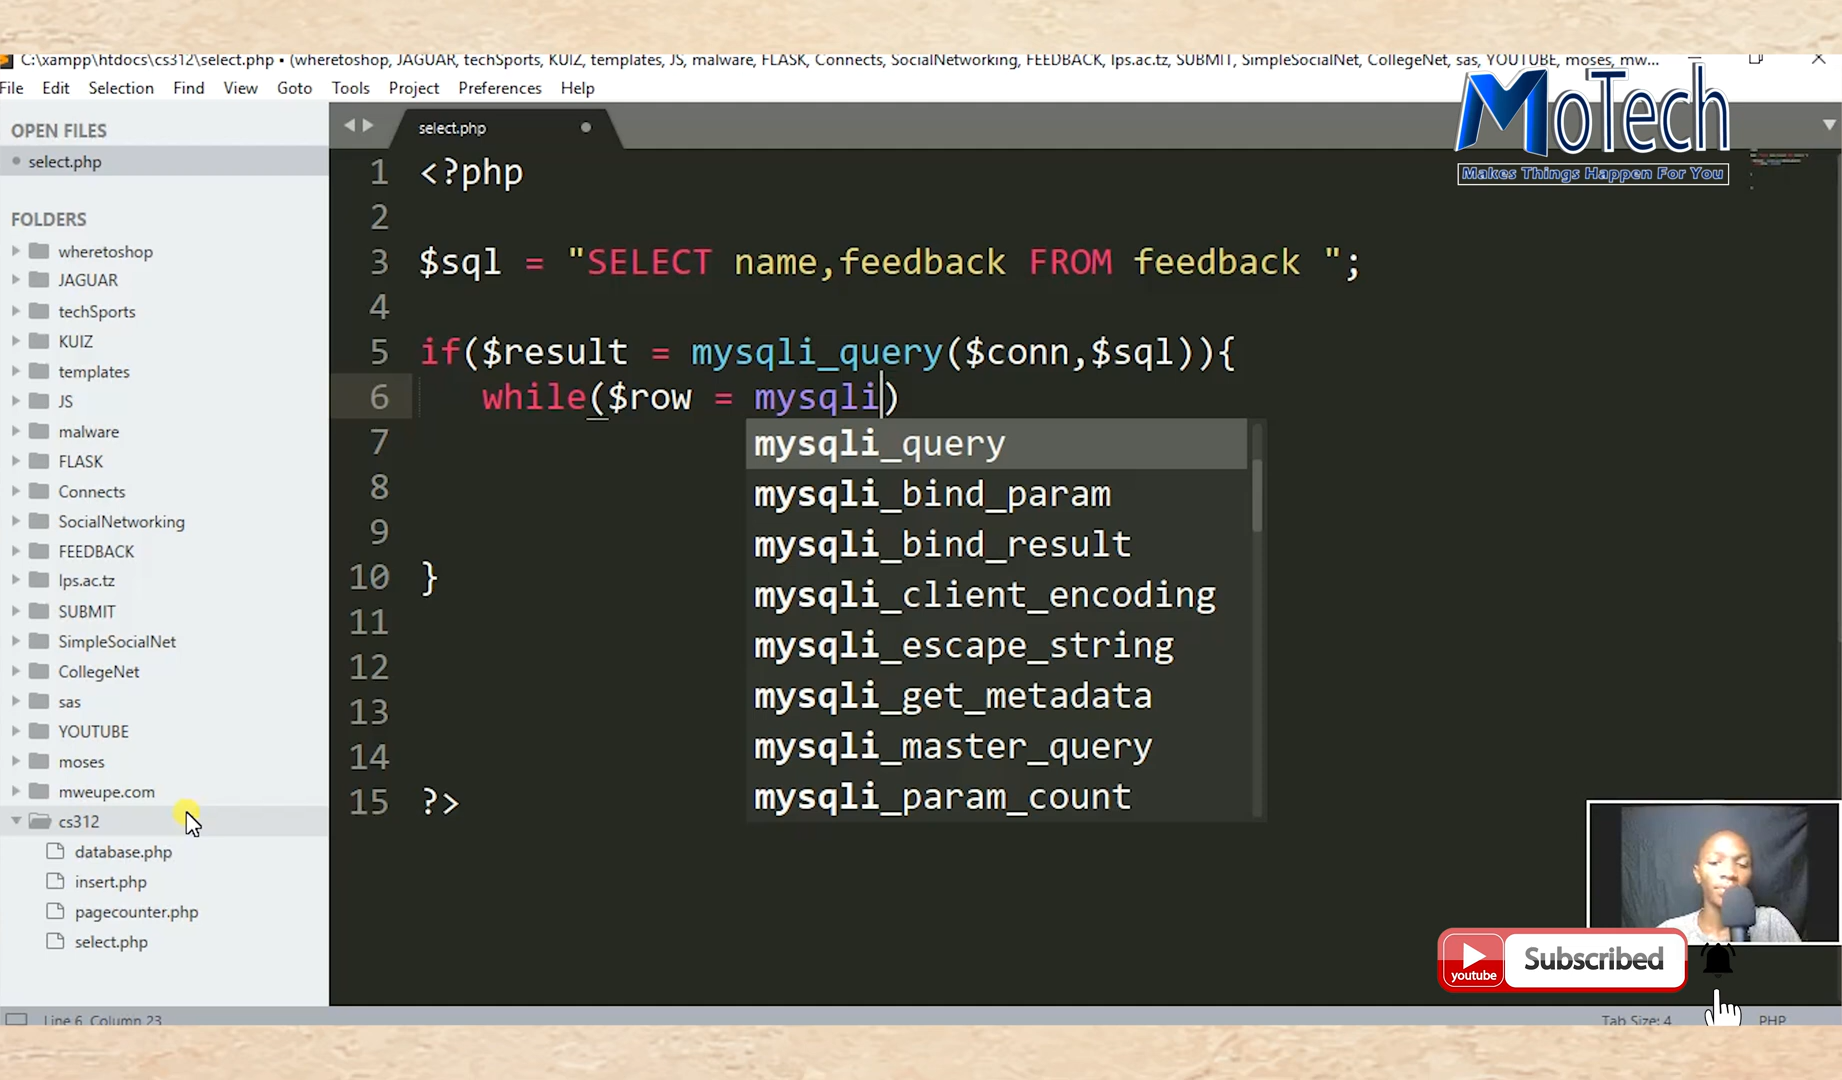 C:\xampp\htdocs\cs312\select.php • (wheretoshop, JAGUAR, techSports, KUIZ, templates, JS, malware, FLASK, Connects, SocialNetworking, FEEDBACK, lps.ac.tz, SUBMIT, SimpleSocialNet, CollegeNet, sas, YOUTUBE, moses, mw...
File Edit Selection Find View Goto Tools Project Preferences Help
MoTech
Makes Things Happen For You
OPEN FILES
select.php
FOLDERS
wheretoshop
JAGUAR
techSports
KUIZ
templates
JS
malware
FLASK
Connects
SocialNetworking
FEEDBACK
lps.ac.tz
SUBMIT
SimpleSocialNet
CollegeNet
sas
YOUTUBE
moses
mweupe.com
cs312
database.php
insert.php
pagecounter.php
select.php
select.php
1 <?php
2
3 $sql = "SELECT name,feedback FROM feedback ";
4
5 if($result = mysqli_query($conn,$sql)){
6 while($row = mysqli)
7
8
9
10 }
11
12
13
14
15 ?>
mysqli_query
mysqli_bind_param
mysqli_bind_result
mysqli_client_encoding
mysqli_escape_string
mysqli_get_metadata
mysqli_master_query
mysqli_param_count
youtube
Subscribed
Line 6, Column 23
Tab Size: 4
PHP